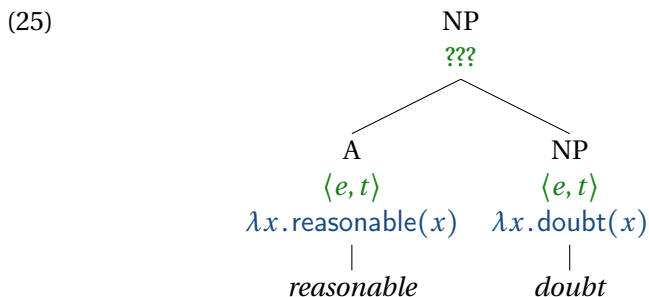 (25) NP
???
A NP
⟨e, t⟩ ⟨e, t⟩
λx.reasonable(x) λx.doubt(x)
reasonable doubt